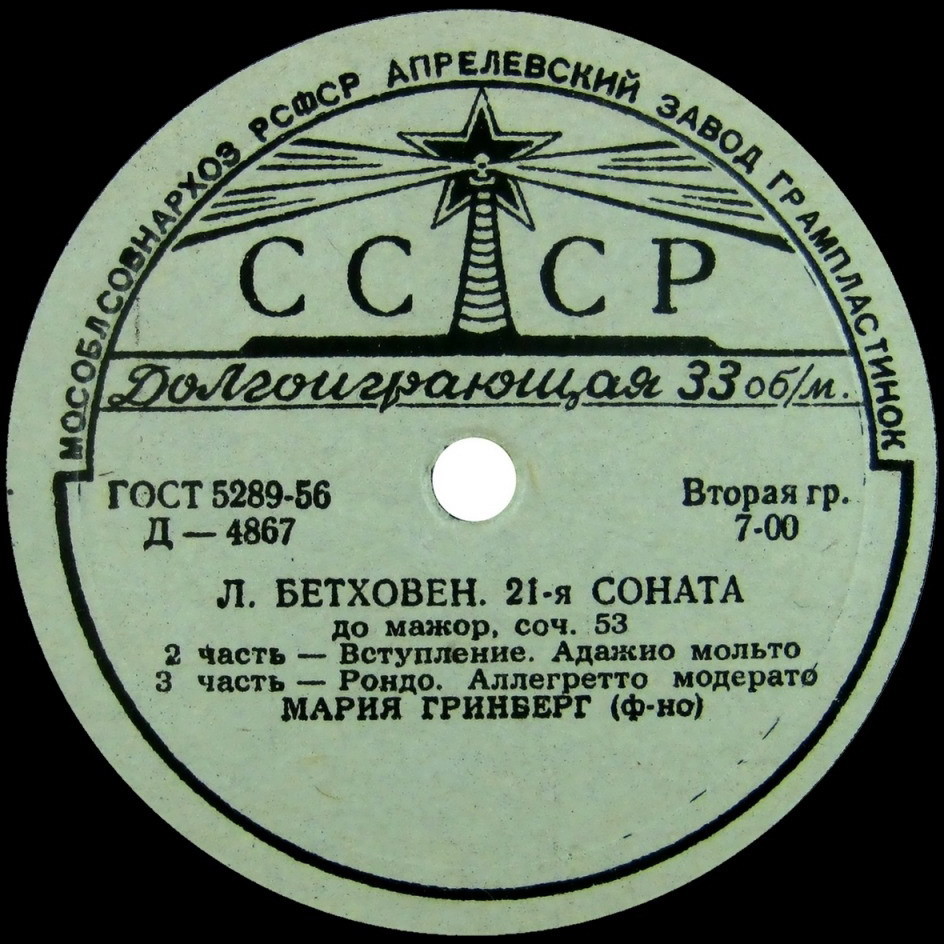 МОСОБЛСОВНАРХОЗ РСФСР АПРЕЛЕВСКИЙ ЗАВОД ГРАМПЛАСТИНОК
СССР
Долгоиграющая 33 об/м.
ГОСТ 5289-56
Вторая гр.
Д — 4867
7-00
Л. БЕТХОВЕН. 21-я СОНАТА
до мажор, соч. 53
2 часть — Вступление. Адажио мольто
3 часть — Рондо. Аллегретто модерато
МАРИЯ ГРИНБЕРГ (ф-но)